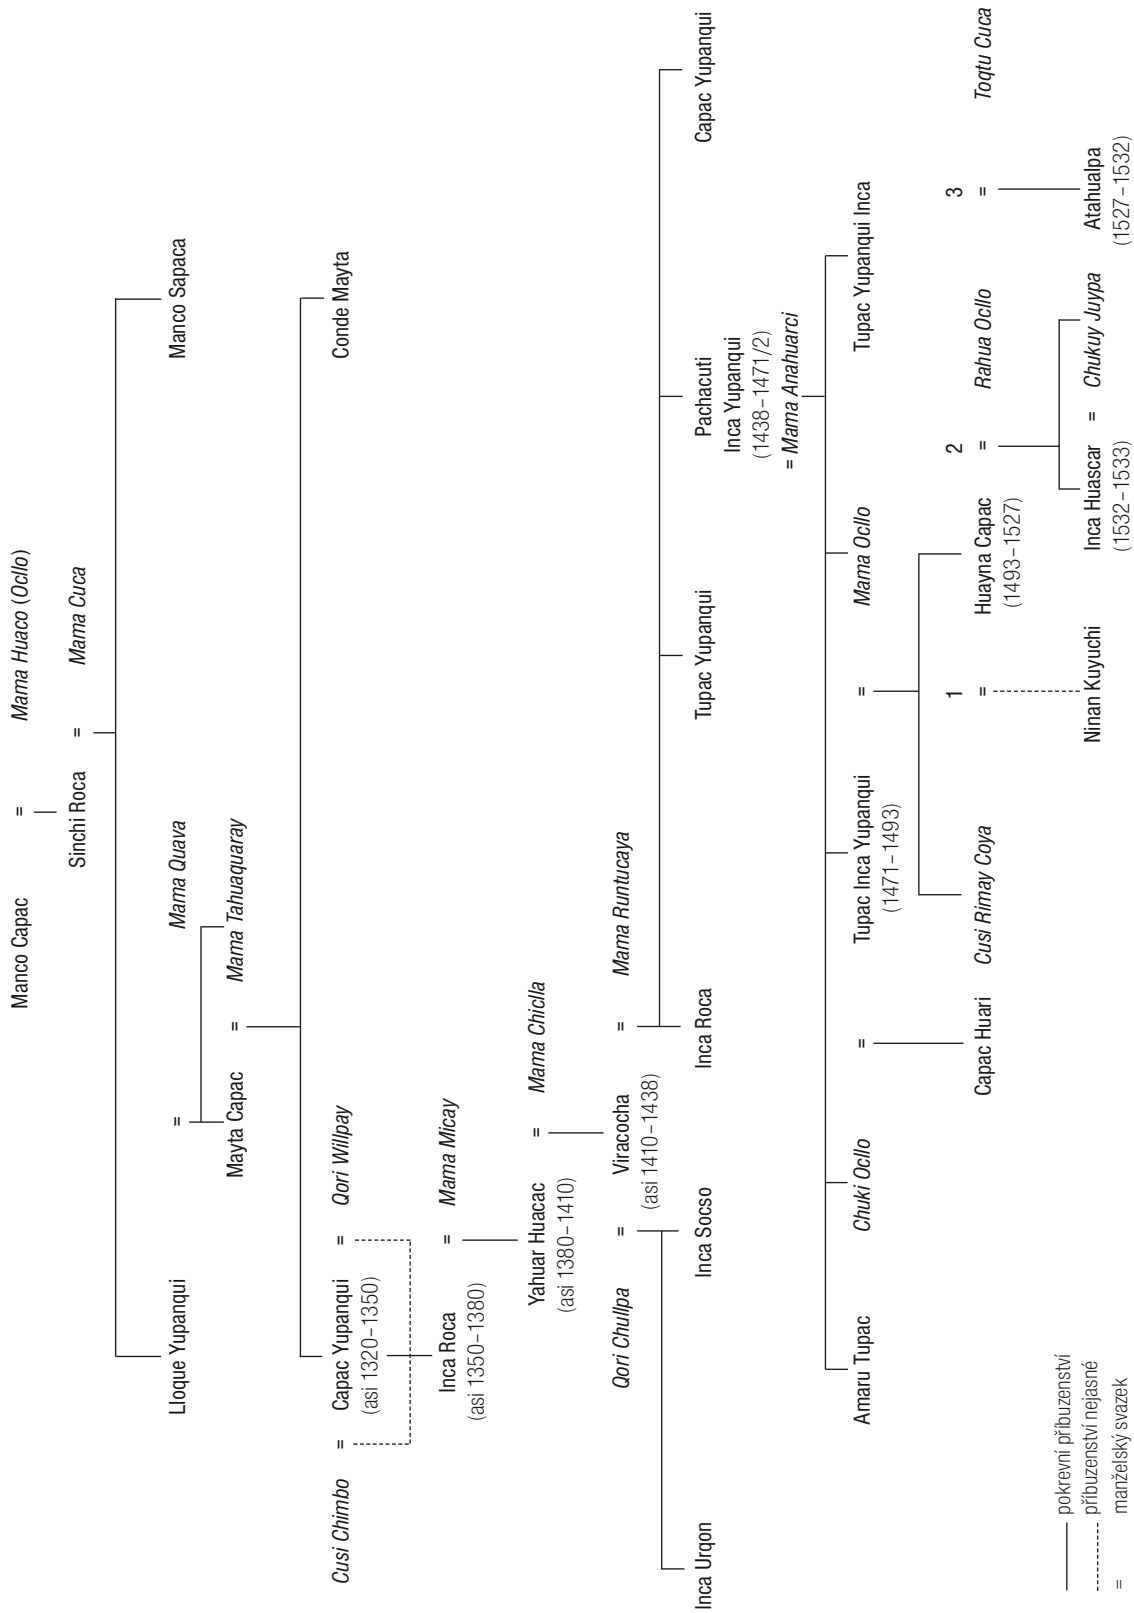 Manco Capac = Mama Huaco (Ocllo)
Sinchi Roca = Mama Cuca
Lloque Yupanqui = Mama Quava Manco Sapaca
Mayta Capac = Mama Tahuaquaray
Cusi Chimbo = Capac Yupanqui = Qori Willpay Conde Mayta
(asi 1320–1350)
Inca Roca = Mama Micay
(asi 1350–1380)
Yahuar Huacac = Mama Chiclla
(asi 1380–1410)
Qori Chullpa = Viracocha = Mama Runtucaya
(asi 1410–1438)
Inca Urqon Inca Socso Inca Roca Tupac Yupanqui Pachacuti Capac Yupanqui
Inca Yupanqui
(1438–1471/2)
= Mama Anahuarci
Amaru Tupac Chuki Ocllo = Tupac Inca Yupanqui = Mama Ocllo Tupac Yupanqui Inca
(1471–1493)
1 2 3
Capac Huari Cusi Rimay Coya = Huayna Capac = Rahua Ocllo = Toqtu Cuca
(1493–1527)
Ninan Kuyuchi Inca Huascar = Chukuy Juypa Atahualpa
(1532–1533) (1527–1532)
pokrevní příbuzenství
příbuzenství nejasné
= manželský svazek